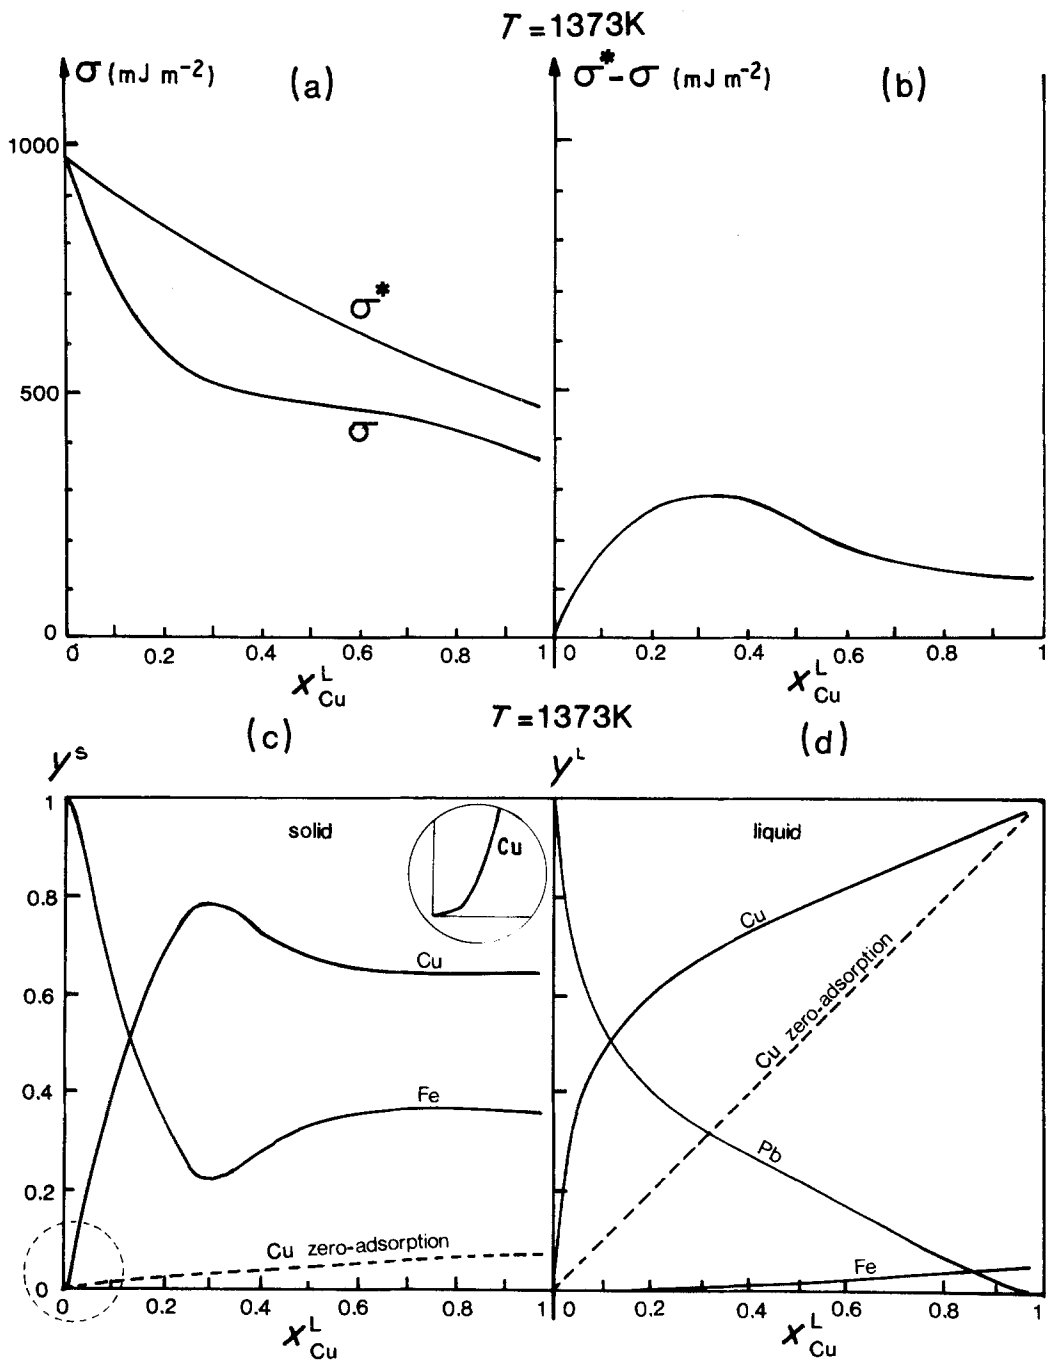 T = 1373K
σ (mJ m⁻²)
(a)
1000
500
0
σ*
σ
0 0.2 0.4 0.6 0.8 1
X^L_Cu
σ* - σ (mJ m⁻²)
(b)
0 0.2 0.4 0.6 0.8 1
X^L_Cu
T = 1373K
(c)
y^S
1
0.8
0.6
0.4
0.2
0
solid
Cu
Cu
Fe
Cu zero-adsorption
0 0.2 0.4 0.6 0.8 1
X^L_Cu
(d)
y^L
liquid
Cu
Cu zero-adsorption
Pb
Fe
0 0.2 0.4 0.6 0.8 1
X^L_Cu